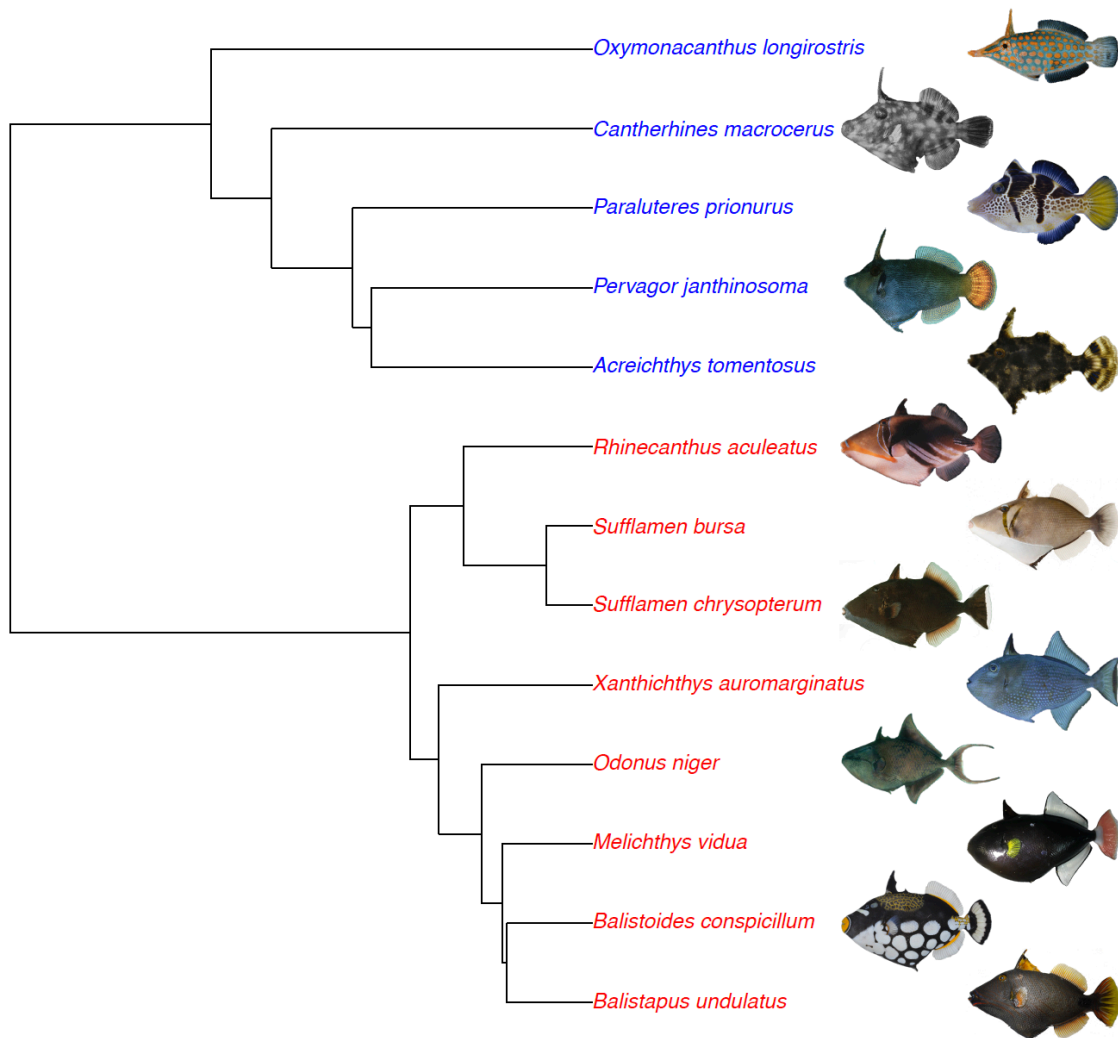 Oxymonacanthus longirostris
Cantherhines macrocerus
Paraluteres prionurus
Pervagor janthinosoma
Acreichthys tomentosus
Rhinecanthus aculeatus
Sufflamen bursa
Sufflamen chrysopterum
Xanthichthys auromarginatus
Odonus niger
Melichthys vidua
Balistoides conspicillum
Balistapus undulatus